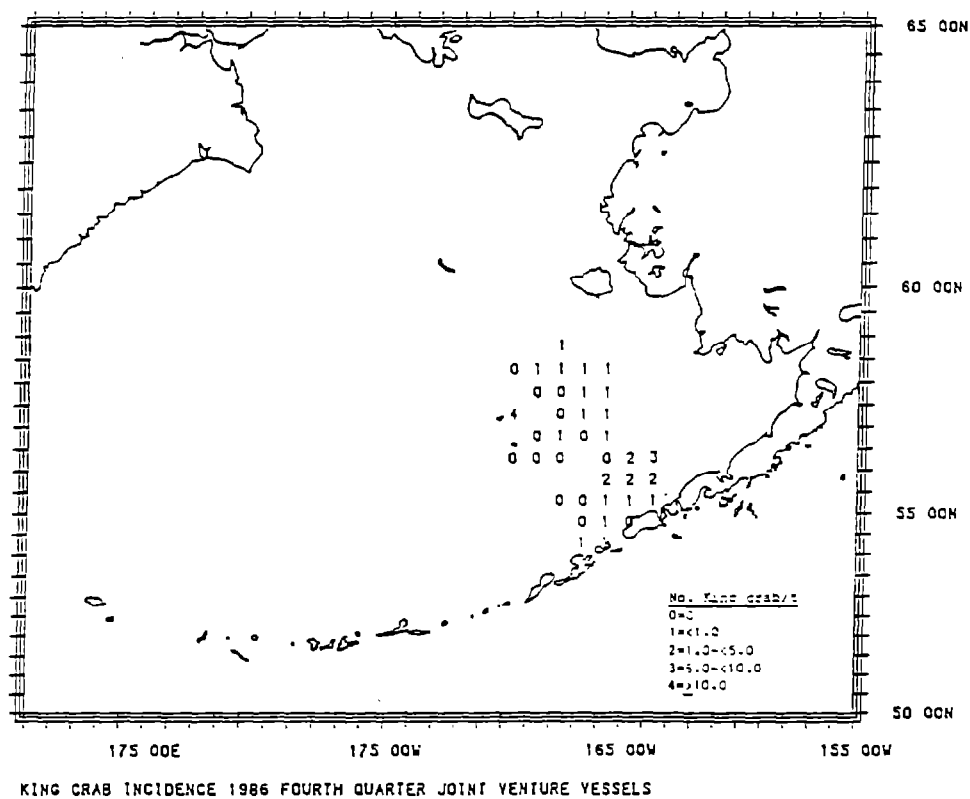 65 00N
60 00N
1
0 1 1 1 1
0 0 1 1
4 0 1 1
0 1 0 1
0 0 0 0 2 3
2 2 2
0 0 1 1 1
55 00N
0 1 0
1 1
No. King crab/t
0=0
1=<1.0
2=1.0-<5.0
3=5.0-<10.0
4=≥10.0
50 00N
175 00E 175 00W 165 00W 155 00W
KING CRAB INCIDENCE 1986 FOURTH QUARTER JOINT VENTURE VESSELS